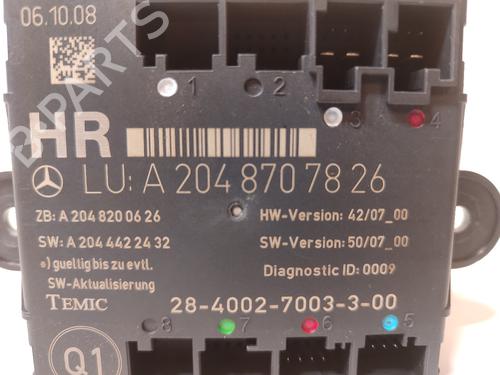 06.10.08
1 2 3 4
HR
LU: A 204 870 78 26
ZB: A 204 820 06 26
HW-Version: 42/07_00
SW: A 204 442 24 32
SW-Version: 50/07_00
*) gueltig bis zu evtl.
SW-Aktualisierung
Diagnostic ID: 0009
TEMIC
28-4002-7003-3-00
8 7 6 5
Q1
B-PARTS